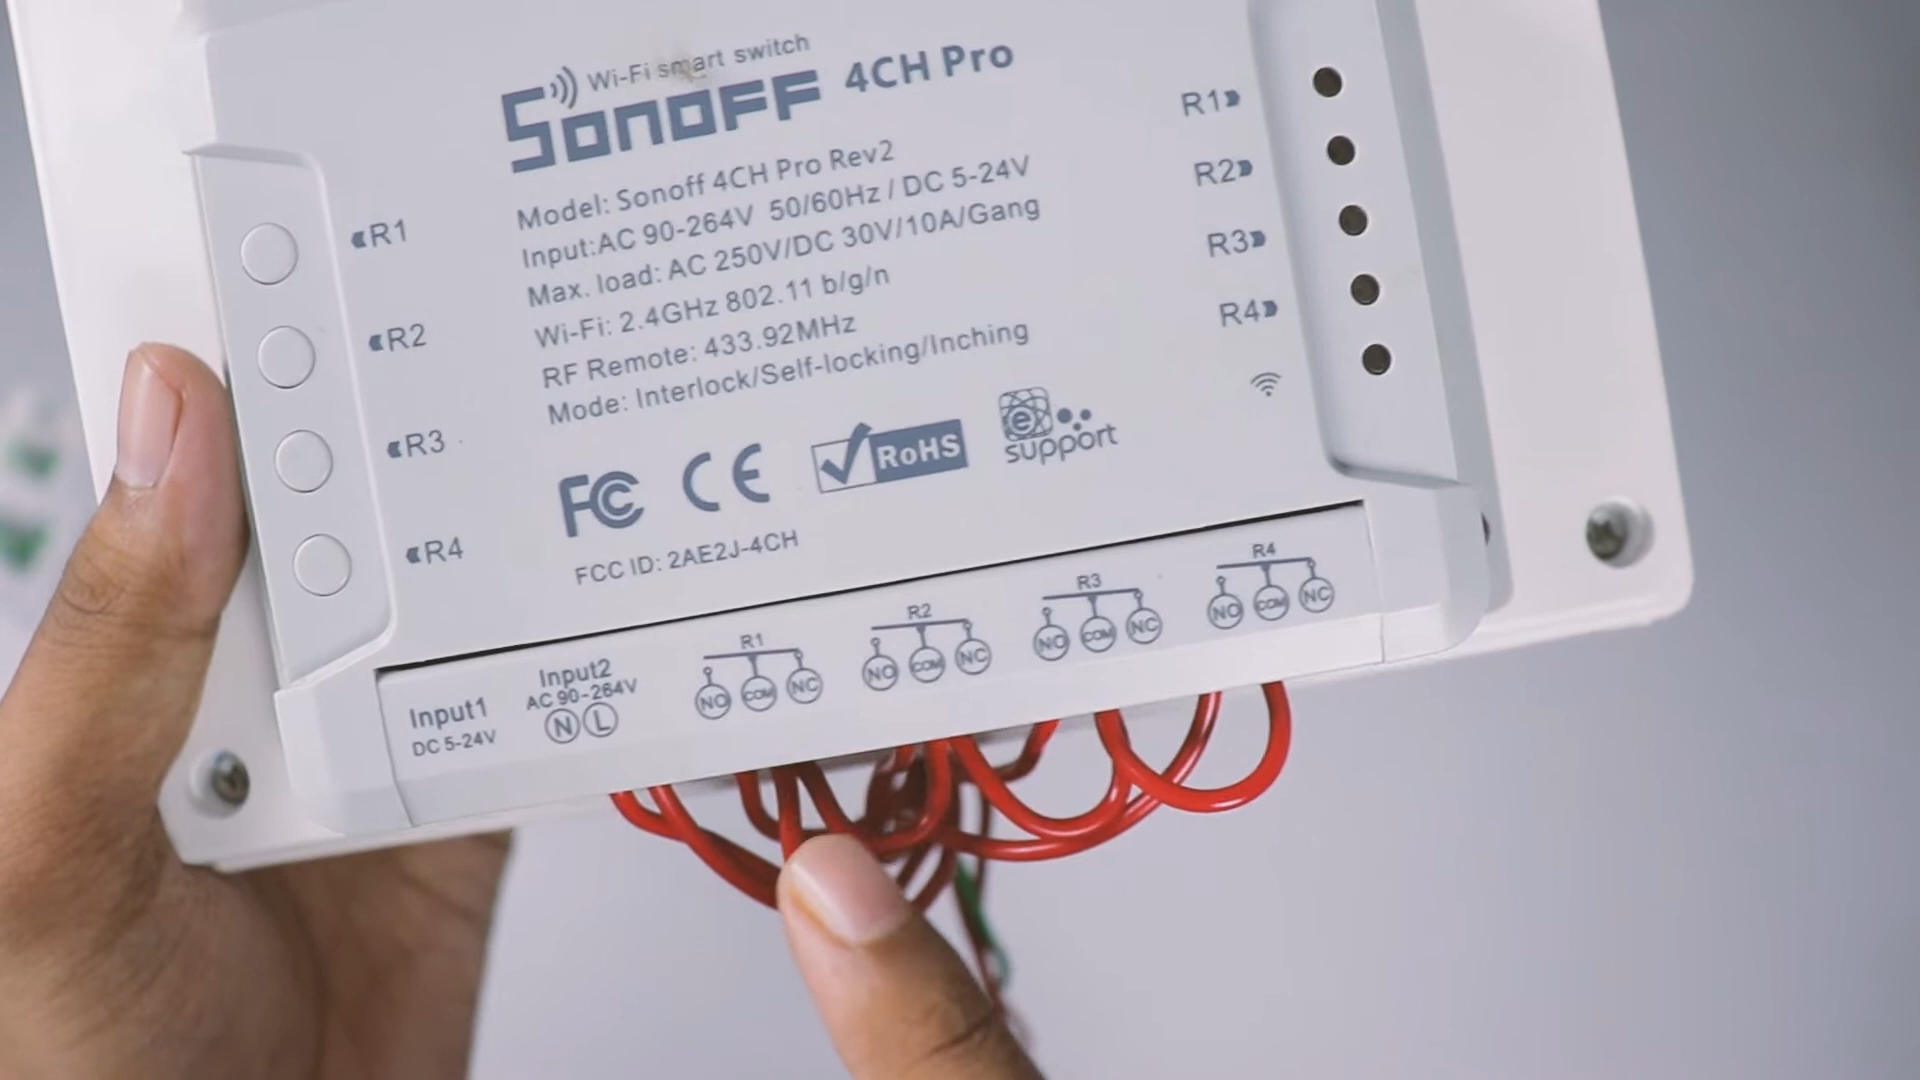 Wi-Fi smart switch
Sonoff 4CH Pro
Model: Sonoff 4CH Pro Rev2
Input:AC 90-264V 50/60Hz / DC 5-24V
Max. load: AC 250V/DC 30V/10A/Gang
Wi-Fi: 2.4GHz 802.11 b/g/n
RF Remote: 433.92MHz
Mode: Interlock/Self-locking/Inching
R1
R2
R3
R4
R1
R2
R3
R4
FC CE RoHS e support
FCC ID: 2AE2J-4CH
Input1
DC 5-24V
Input2
AC 90-264V
N L
R1
NO COM NC
R2
NO COM NC
R3
NO COM NC
R4
NO COM NC